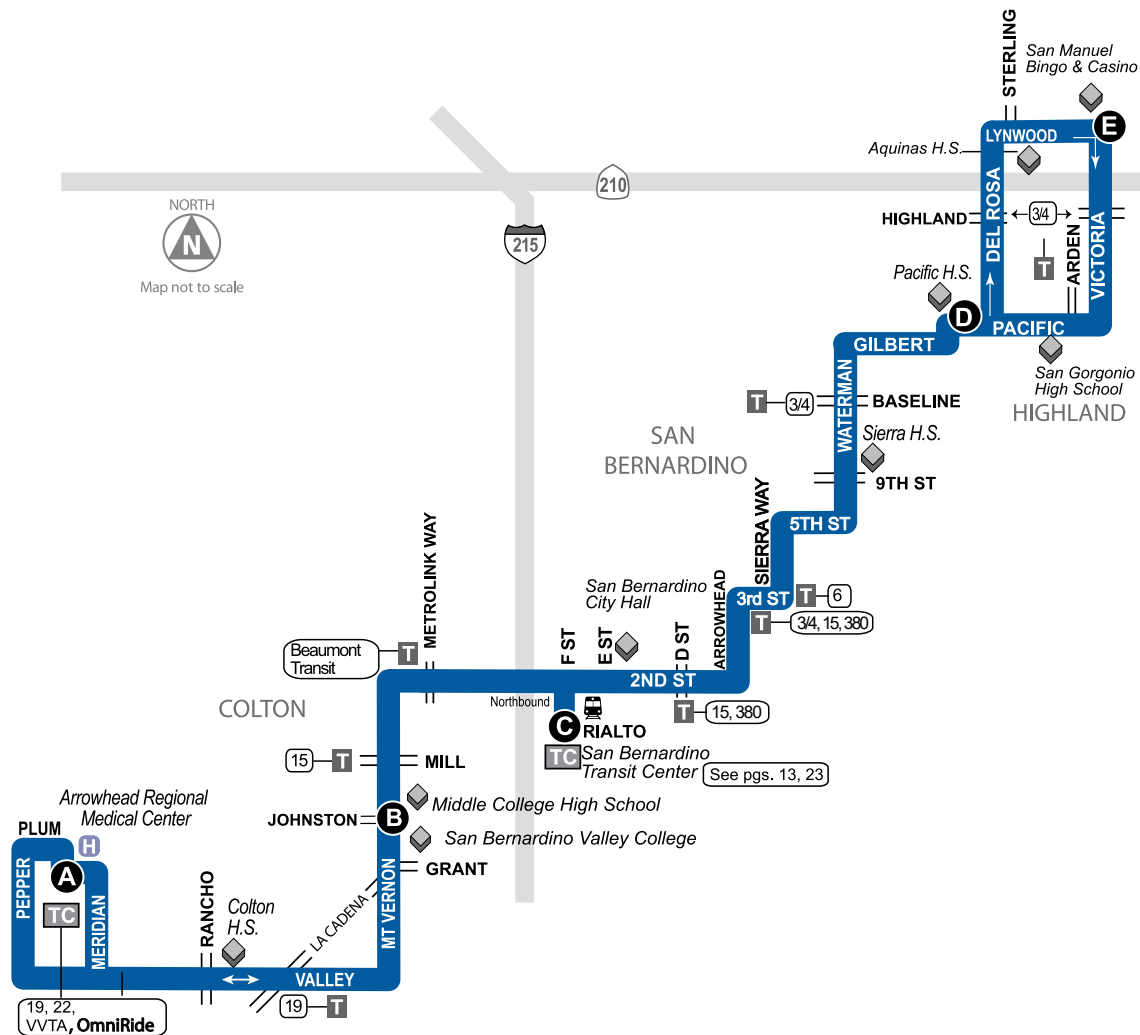 San Manuel
Bingo & Casino
STERLING
E
LYNWOOD
Aquinas H.S.
210
NORTH
N
Map not to scale
215
HIGHLAND
3/4
DEL ROSA
VICTORIA
ARDEN
T
Pacific H.S.
D
PACIFIC
GILBERT
San Gorgonio
High School
HIGHLAND
T
3/4
BASELINE
WATERMAN
Sierra H.S.
SAN
BERNARDINO
9TH ST
5TH ST
SIERRA WAY
METROLINK WAY
San Bernardino
City Hall
ARROWHEAD
3rd ST
T
6
T
3/4, 15, 380
Beaumont
Transit
T
F ST
E ST
D ST
2ND ST
Northbound
COLTON
C
RIALTO
T
15, 380
TC
San Bernardino
Transit Center
See pgs. 13, 23
15
T
MILL
Middle College High School
JOHNSTON
B
San Bernardino Valley College
GRANT
Arrowhead Regional
Medical Center
PLUM
H
A
PEPPER
TC
MERIDIAN
RANCHO
Colton
H.S.
LA CADENA
MT VERNON
VALLEY
19
T
19, 22,
VVTA, OmniRide